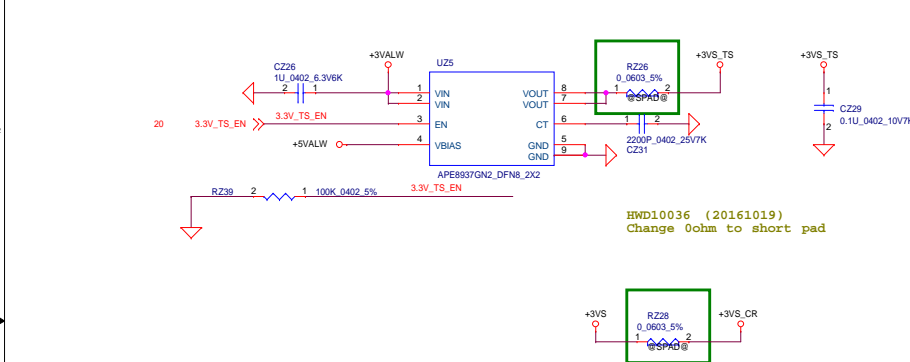 +3VALW
CZ26
1U_0402_6.3V6K
2 1
UZ5
1 VIN
2 VIN
3 EN
4 VBIAS
VOUT 8
VOUT 7
CT 6
GND 5
GND 9
APE8937GN2_DFN8_2X2
20 3.3V_TS_EN
3.3V_TS_EN
+5VALW
RZ26
0_0603_5%
1 2
@SPAD@
+3VS_TS
1 2
2200P_0402_25V7K
CZ31
+3VS_TS
1
CZ29
0.1U_0402_10V7K
2
RZ39 2 1 100K_0402_5%
3.3V_TS_EN
HWD10036 (20161019)
Change 0ohm to short pad
+3VS
RZ28
0_0603_5%
1 2
@SPAD@
+3VS_CR